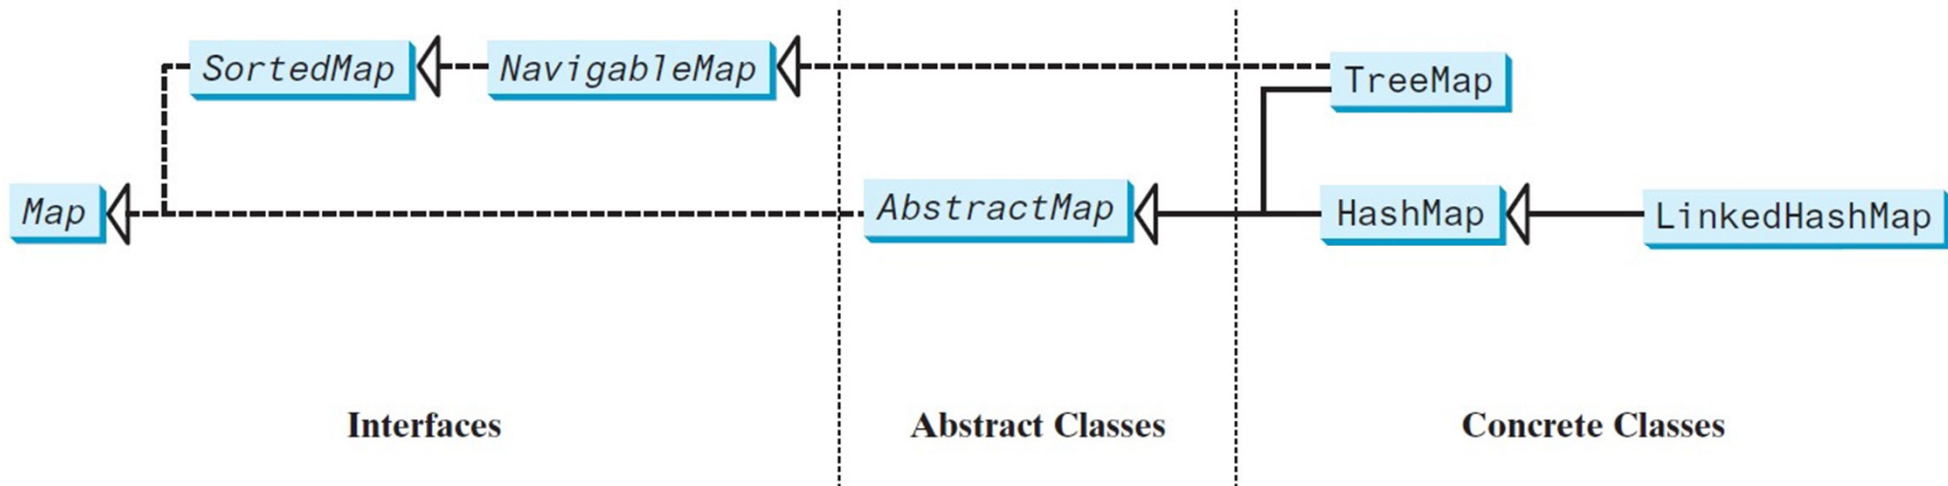 SortedMap
NavigableMap
TreeMap
Map
AbstractMap
HashMap
LinkedHashMap
Interfaces
Abstract Classes
Concrete Classes